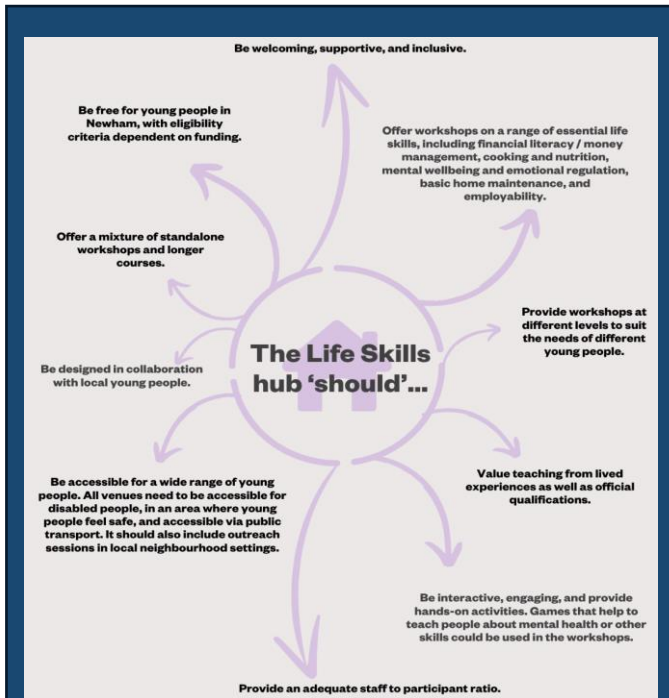 Be welcoming, supportive, and inclusive.
Be free for young people in
Newham, with eligibility
criteria dependent on funding.
Offer workshops on a range of essential life
skills, including financial literacy / money
management, cooking and nutrition,
mental wellbeing and emotional regulation,
basic home maintenance, and
employability.
Offer a mixture of standalone
workshops and longer
courses.
Provide workshops at
different levels to suit
the needs of different
young people.
The Life Skills
hub ‘should’...
Be designed in collaboration
with local young people.
Value teaching from lived
experiences as well as official
qualifications.
Be accessible for a wide range of young
people. All venues need to be accessible for
disabled people, in an area where young
people feel safe, and accessible via public
transport. It should also include outreach
sessions in local neighbourhood settings.
Be interactive, engaging, and provide
hands-on activities. Games that help to
teach people about mental health or other
skills could be used in the workshops.
Provide an adequate staff to participant ratio.